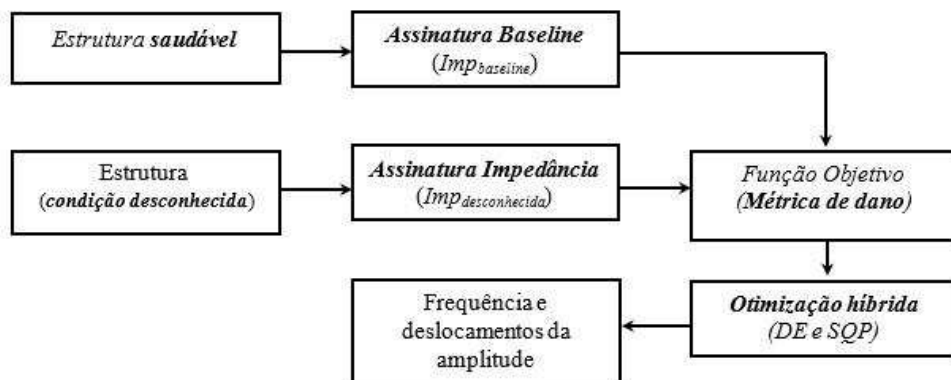 Estrutura saudável
Assinatura Baseline
(Imp_baseline)
Estrutura
(condição desconhecida)
Assinatura Impedância
(Imp_desconhecida)
Função Objetivo
(Métrica de dano)
Otimização híbrida
(DE e SQP)
Frequência e
deslocamentos da
amplitude